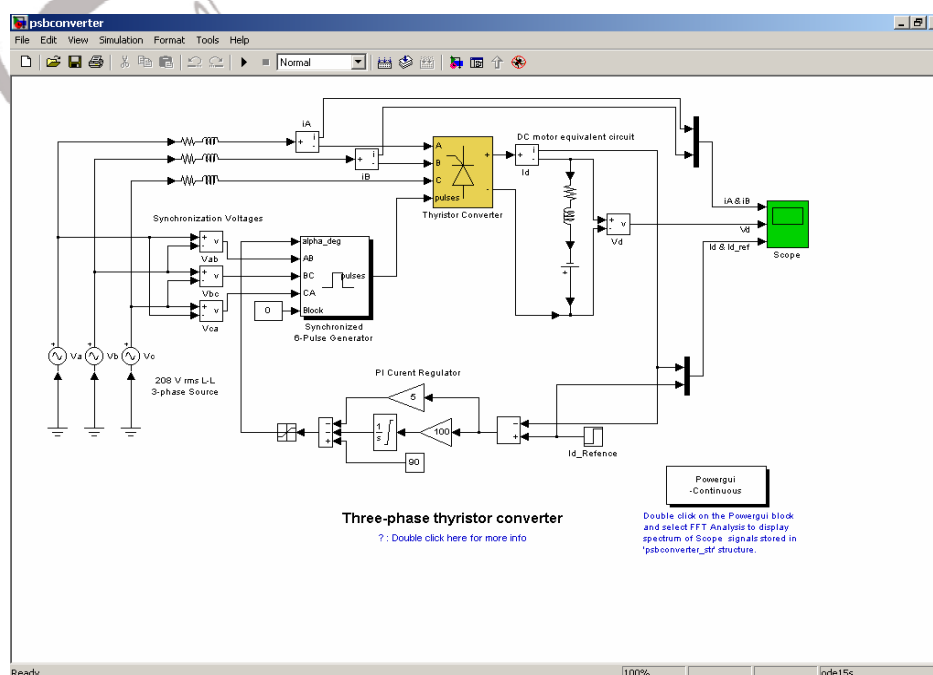 psbconverter
File Edit View Simulation Format Tools Help
Normal
iA
i
-
DC motor equivalent circuit
iB
i
-
A
B
C
pulses
+
-
Thyristor Converter
+ i
-
Id
iA & iB
Vd
Id & Id_ref
Scope
+ v
-
Vd
+
Synchronization Voltages
+ v
-
Vab
+ v
-
Vbc
+ v
-
Vca
alpha_deg
AB
BC
CA
Block
pulses
0
Synchronized
6-Pulse Generator
+ Va
+ Vb
+ Vc
208 V rms L-L
3-phase Source
PI Curent Regulator
5
1
s
100
90
−
−
+
−
+
Id_Refence
Powergui
-Continuous
Double click on the Powergui block
and select FFT Analysis to display
spectrum of Scope signals stored in
'psbconverter_str' structure.
Three-phase thyristor converter
? : Double click here for more info
Ready
100%
ode15s